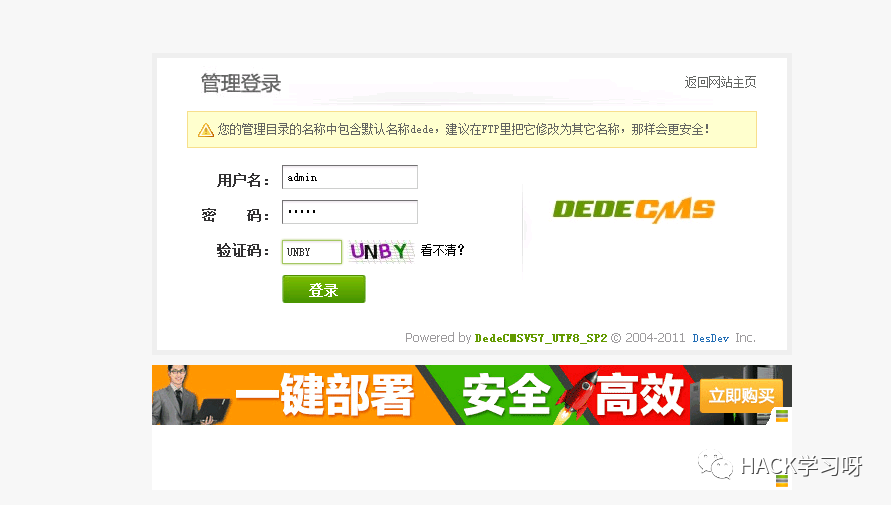 管理登录
返回网站主页
您的管理目录的名称中包含默认名称dede，建议在FTP里把它修改为其它名称，那样会更安全！
用户名： admin
密 码： •••••
验证码： UNBY UNBY 看不清？
DEDECMS
登录
Powered by DedeCMSV57_UTF8_SP2 © 2004-2011 DesDev Inc.
一键部署 安全 高效 立即购买
HACK学习呀